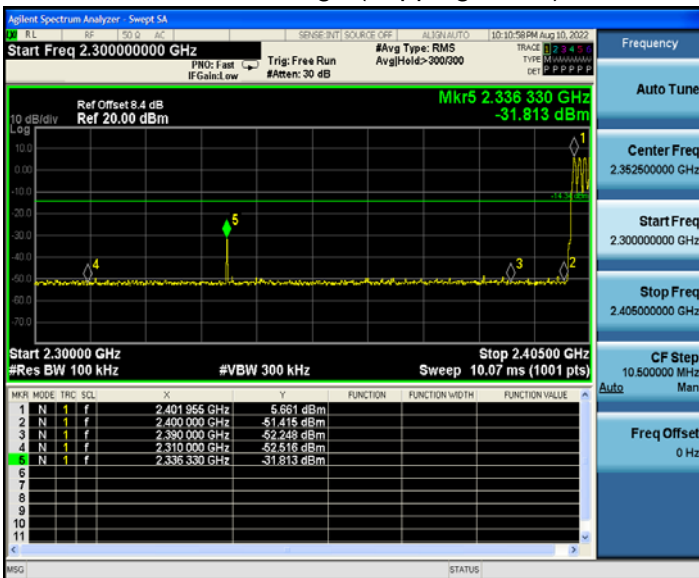 Agilent Spectrum Analyzer - Swept SA
RL RF 50 Ω AC SENSE:INT SOURCE OFF ALIGN AUTO 10:10:58 PM Aug 10, 2022
Start Freq 2.300000000 GHz
#Avg Type: RMS
TRACE 1 2 3 4 5 6
PNO: Fast Trig: Free Run Avg|Hold:>300/300
TYPE M
IFGain:Low #Atten: 30 dB
DET P P P P P P
Frequency
Auto Tune
Center Freq
2.352500000 GHz
Start Freq
2.300000000 GHz
Stop Freq
2.405000000 GHz
CF Step
10.500000 MHz
Auto Man
Freq Offset
0 Hz
Mkr5 2.336 330 GHz
-31.813 dBm
Ref Offset 8.4 dB
10 dB/div Ref 20.00 dBm
Log
10.0
0.00
-10.0
-20.0
-30.0
-40.0
-50.0
-60.0
-70.0
1
5
4
3
2
Start 2.30000 GHz Stop 2.40500 GHz
#Res BW 100 kHz #VBW 300 kHz Sweep 10.07 ms (1001 pts)
MKR MODE TRC SCL X Y FUNCTION FUNCTION WIDTH FUNCTION VALUE
1 N 1 f 2.401 955 GHz 5.661 dBm
2 N 1 f 2.400 000 GHz -51.415 dBm
3 N 1 f 2.390 000 GHz -52.248 dBm
4 N 1 f 2.310 000 GHz -52.516 dBm
5 N 1 f 2.336 330 GHz -31.813 dBm
6
7
8
9
10
11
MSG STATUS